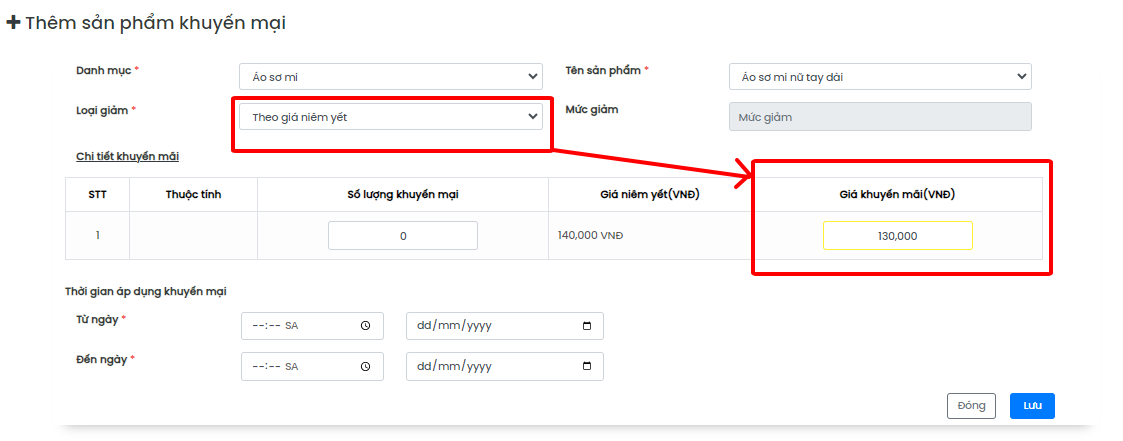 Thêm sản phẩm khuyến mại
Danh mục *
Áo sơ mi
Tên sản phẩm *
Áo sơ mi nữ tay dài
Loại giảm *
Theo giá niêm yết
Mức giảm
Mức giảm
Chi tiết khuyến mãi
STT
Thuộc tính
Số lượng khuyến mại
Giá niêm yết(VNĐ)
Giá khuyến mãi(VNĐ)
1
0
140,000 VNĐ
130,000
Thời gian áp dụng khuyến mại
Từ ngày *
--:-- SA
dd/mm/yyyy
Đến ngày *
--:-- SA
dd/mm/yyyy
Đóng
Lưu